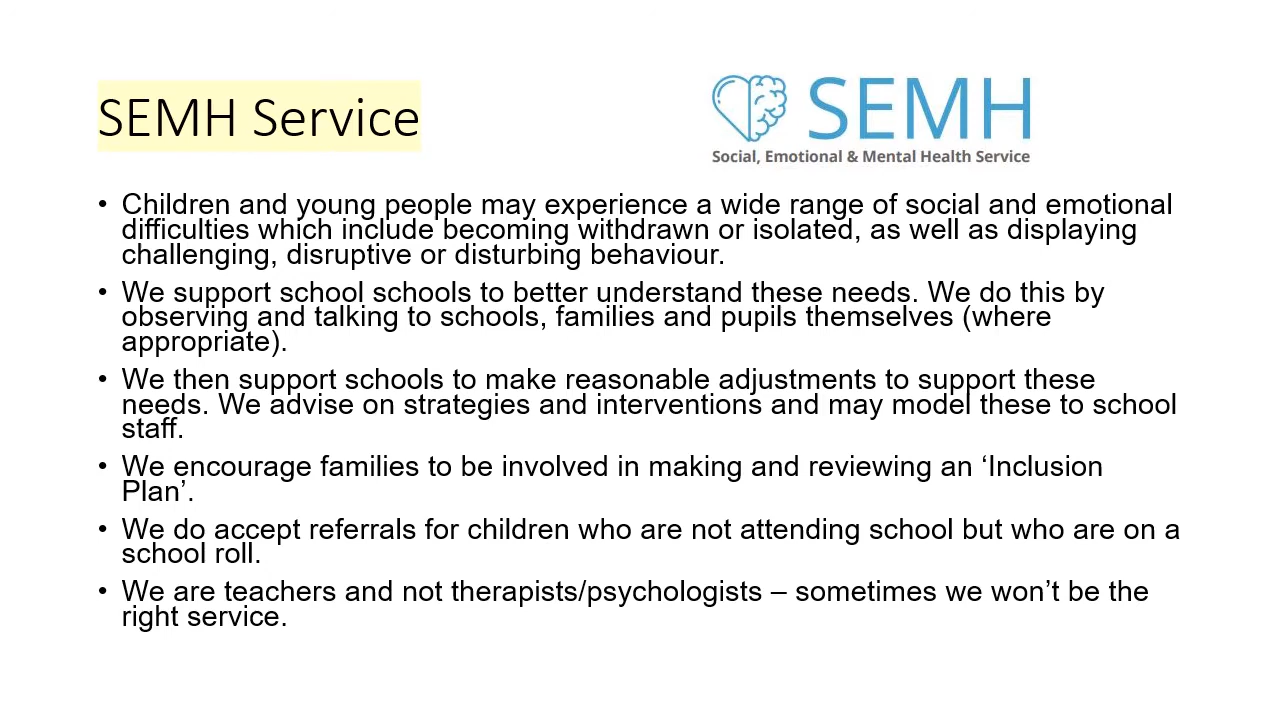 SEMH Service
SEMH
Social, Emotional & Mental Health Service
• Children and young people may experience a wide range of social and emotional
difficulties which include becoming withdrawn or isolated, as well as displaying
challenging, disruptive or disturbing behaviour.
• We support school schools to better understand these needs. We do this by
observing and talking to schools, families and pupils themselves (where
appropriate).
• We then support schools to make reasonable adjustments to support these
needs. We advise on strategies and interventions and may model these to school
staff.
• We encourage families to be involved in making and reviewing an ‘Inclusion
Plan’.
• We do accept referrals for children who are not attending school but who are on a
school roll.
• We are teachers and not therapists/psychologists – sometimes we won’t be the
right service.